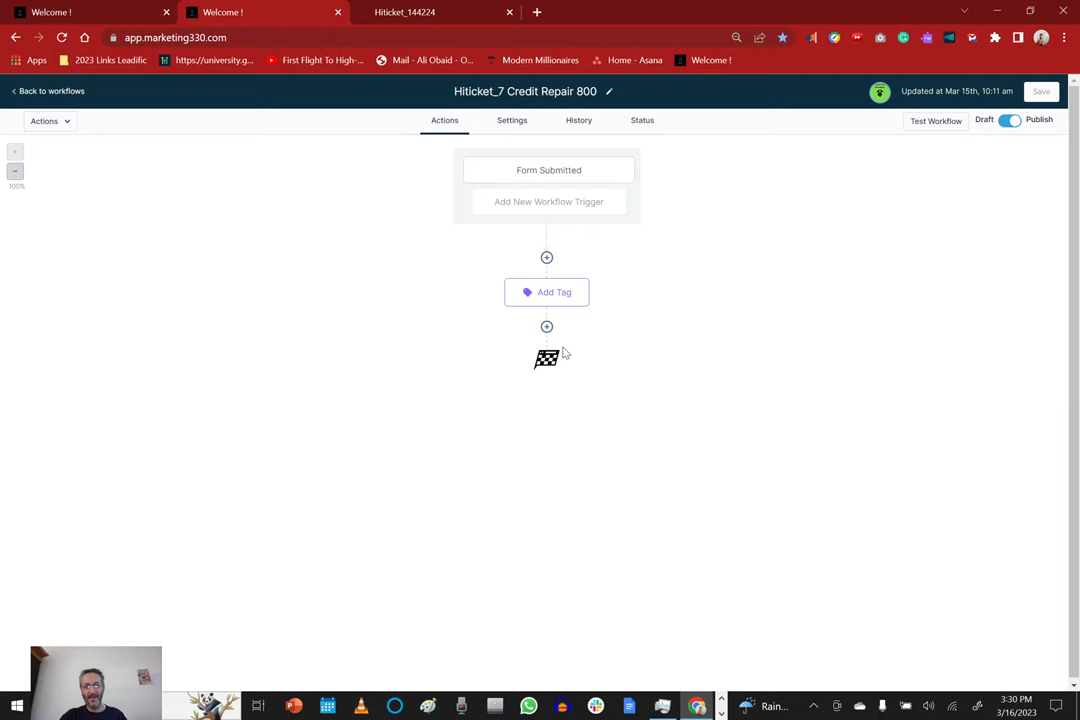 Welcome !
Welcome !
Hiticket_144224
app.marketing330.com
Apps
2023 Links Leadific
https://university.g...
First Flight To High-...
Mail - Ali Obaid - O...
Modern Millionaires
Home - Asana
Welcome !
Back to workflows
Hiticket_7 Credit Repair 800
Updated at Mar 15th, 10:11 am
Save
Actions
Actions
Settings
History
Status
Test Workflow
Draft
Publish
100%
Form Submitted
Add New Workflow Trigger
Add Tag
Rain...
3:30 PM
3/16/2023